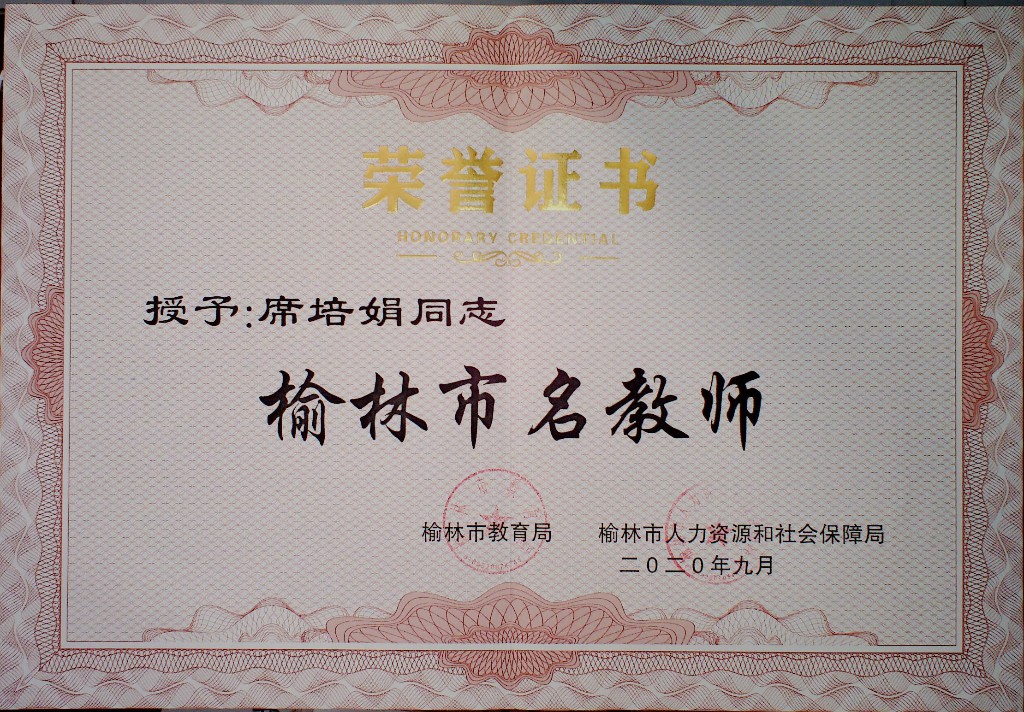 荣誉证书
HONORARY CREDENTIAL
授予:席培娟同志
榆林市名教师
榆林市教育局 榆林市人力资源和社会保障局
二〇二〇年九月